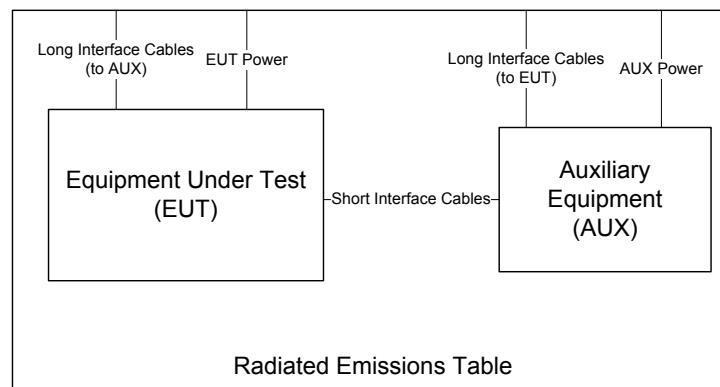 Long Interface Cables
(to AUX)
EUT Power
Long Interface Cables
(to EUT)
AUX Power
Equipment Under Test
(EUT)
Short Interface Cables
Auxiliary
Equipment
(AUX)
Radiated Emissions Table